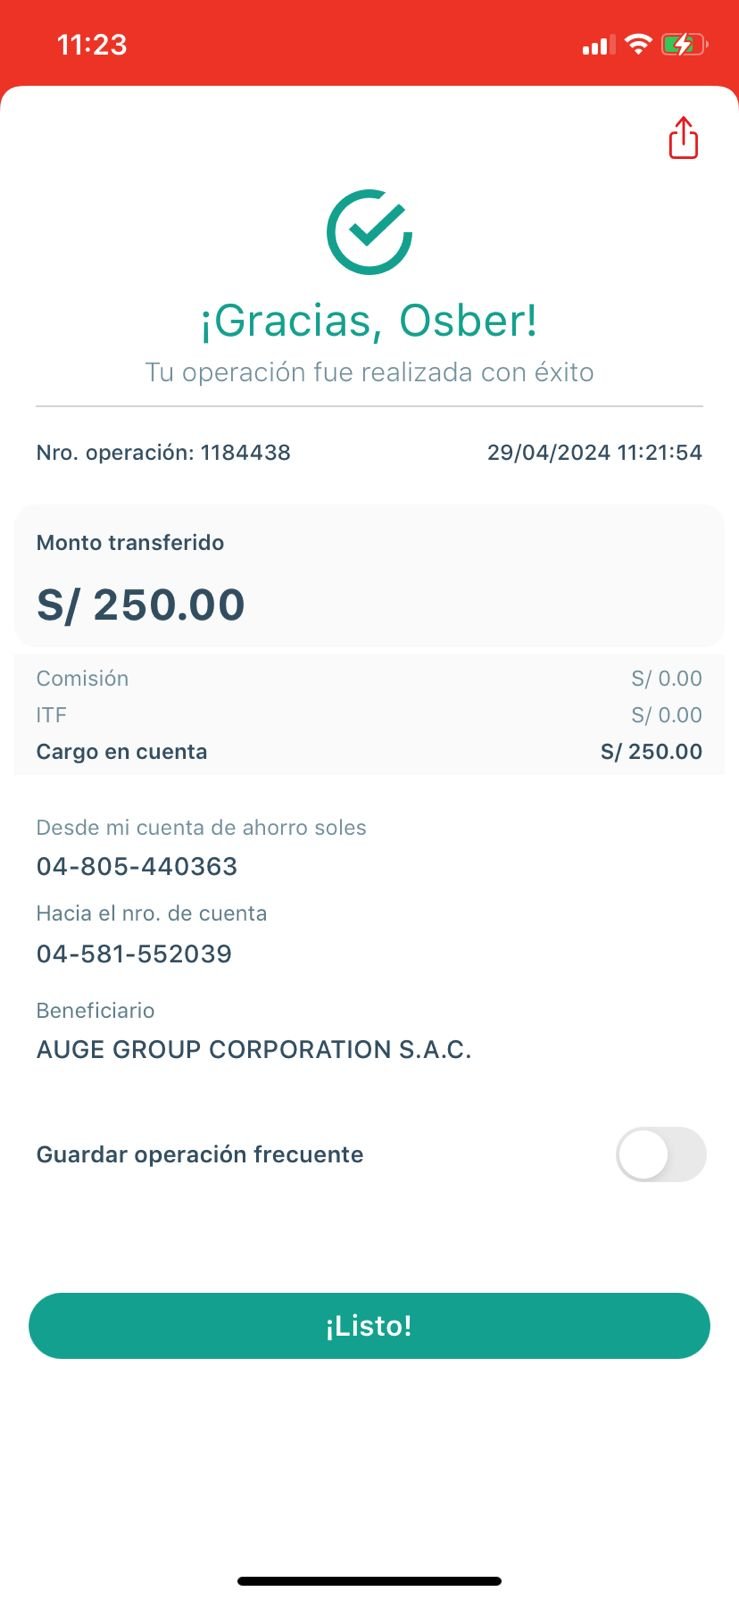 11:23
¡Gracias, Osber!
Tu operación fue realizada con éxito
Nro. operación: 1184438 29/04/2024 11:21:54
Monto transferido
S/ 250.00
Comisión S/ 0.00
ITF S/ 0.00
Cargo en cuenta S/ 250.00
Desde mi cuenta de ahorro soles
04-805-440363
Hacia el nro. de cuenta
04-581-552039
Beneficiario
AUGE GROUP CORPORATION S.A.C.
Guardar operación frecuente
¡Listo!